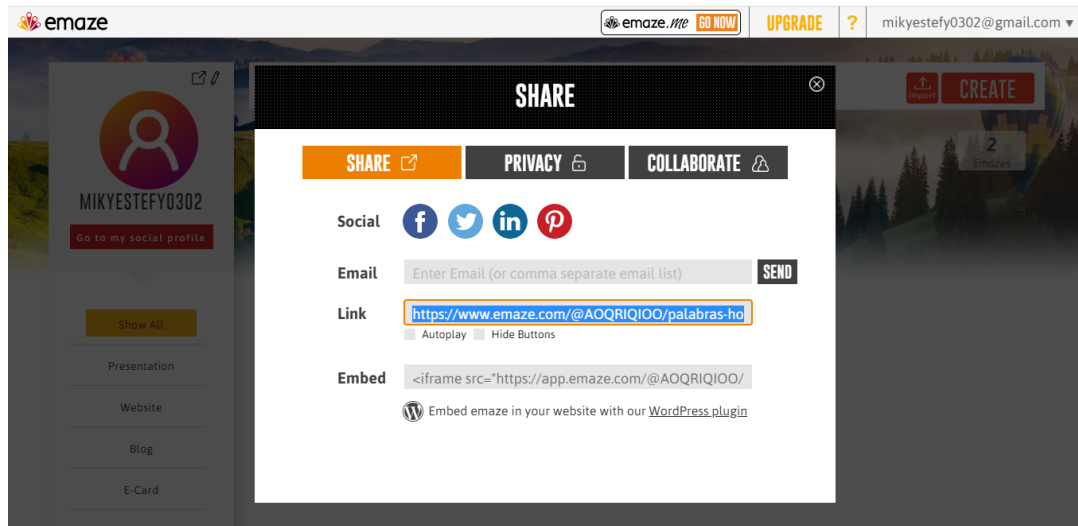 emaze
emaze.me GO NOW
UPGRADE
?
mikyestefy0302@gmail.com
MIKYESTEFY0302
Go to my social profile
Show All
Presentation
Website
Blog
E-Card
import
CREATE
2
Emazes
SHARE
SHARE
PRIVACY
COLLABORATE
Social
Email
Enter Email (or comma separate email list)
SEND
Link
https://www.emaze.com/@AOQRIQIOO/palabras-ho
Autoplay
Hide Buttons
Embed
<iframe src="https://app.emaze.com/@AOQRIQIOO/
Embed emaze in your website with our WordPress plugin